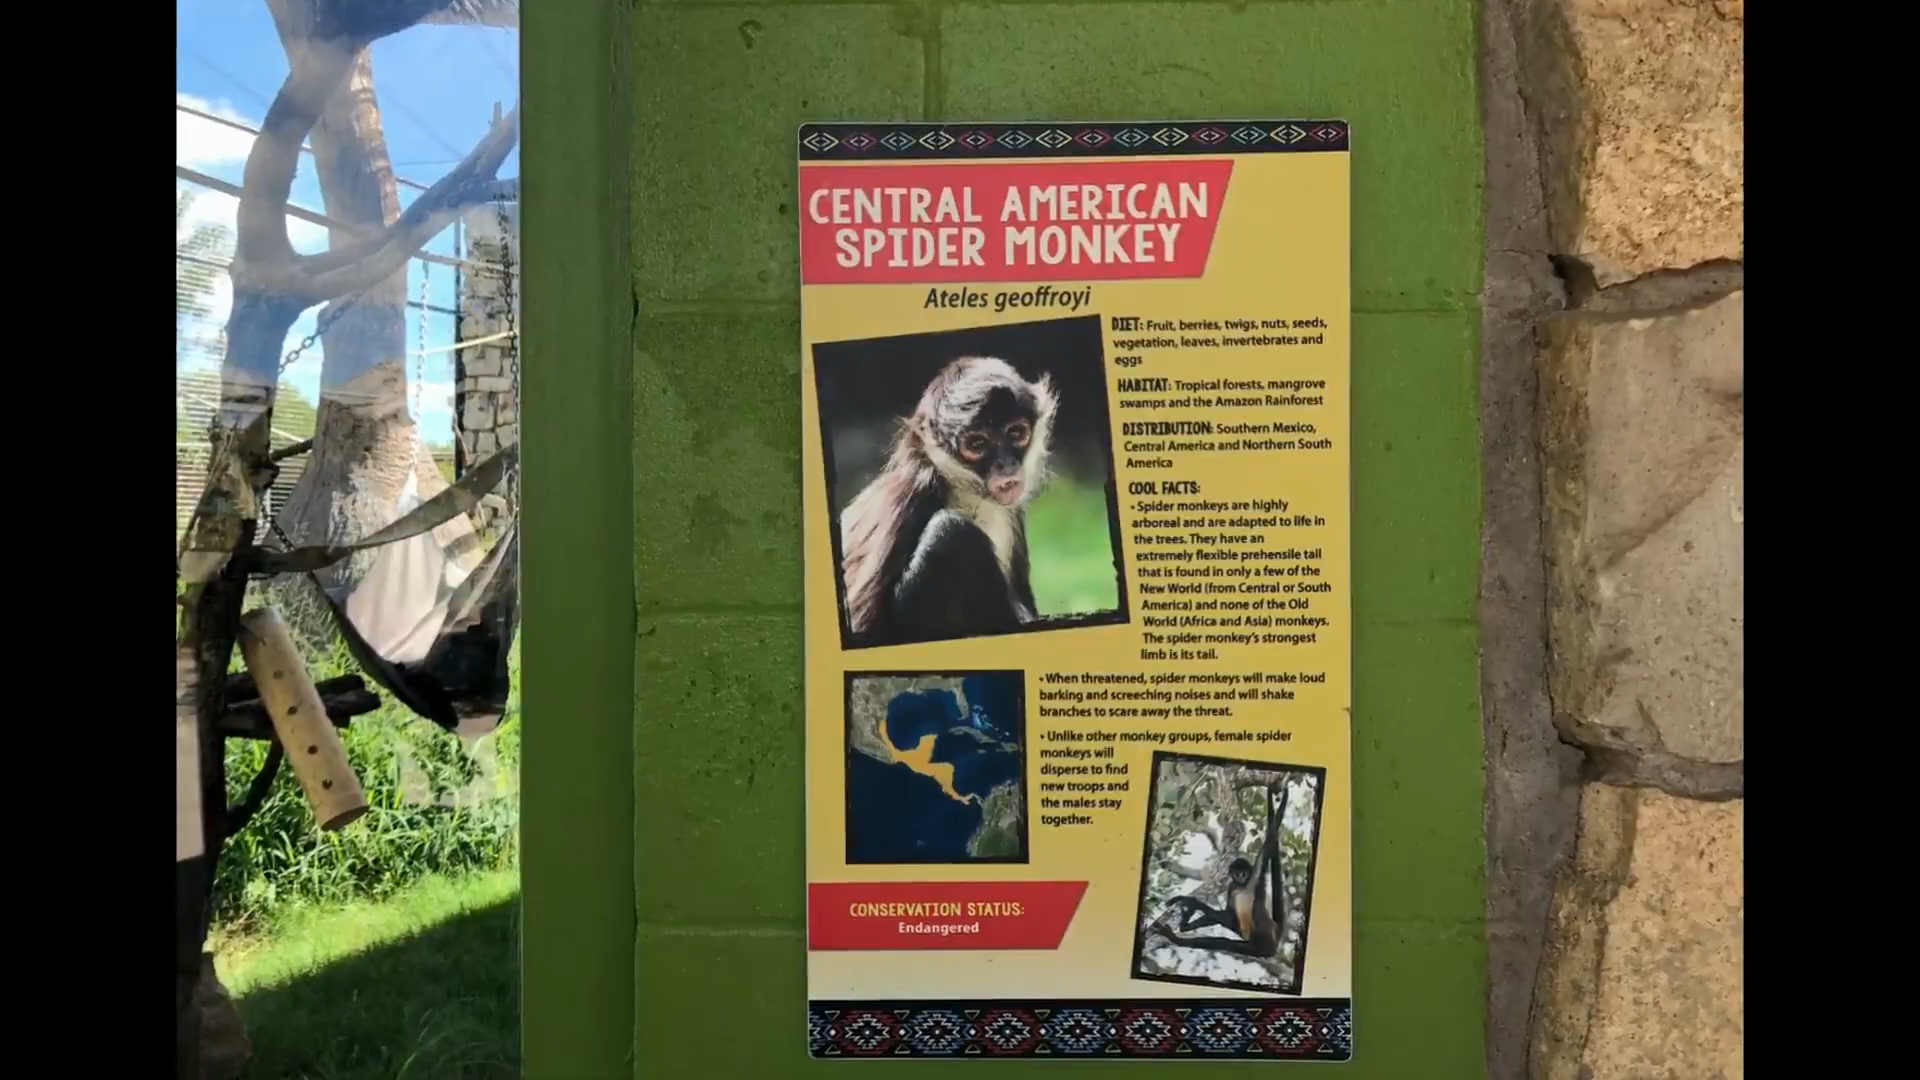 CENTRAL AMERICAN
SPIDER MONKEY
Ateles geoffroyi
DIET: Fruit, berries, twigs, nuts, seeds,
vegetation, leaves, invertebrates and
eggs
HABITAT: Tropical forests, mangrove
swamps and the Amazon Rainforest
DISTRIBUTION: Southern Mexico,
Central America and Northern South
America
COOL FACTS:
• Spider monkeys are highly
arboreal and are adapted to life in
the trees. They have an
extremely flexible prehensile tail
that is found in only a few of the
New World (from Central or South
America) and none of the Old
World (Africa and Asia) monkeys.
The spider monkey's strongest
limb is its tail.
• When threatened, spider monkeys will make loud
barking and screeching noises and will shake
branches to scare away the threat.
• Unlike other monkey groups, female spider
monkeys will
disperse to find
new troops and
the males stay
together.
CONSERVATION STATUS:
Endangered